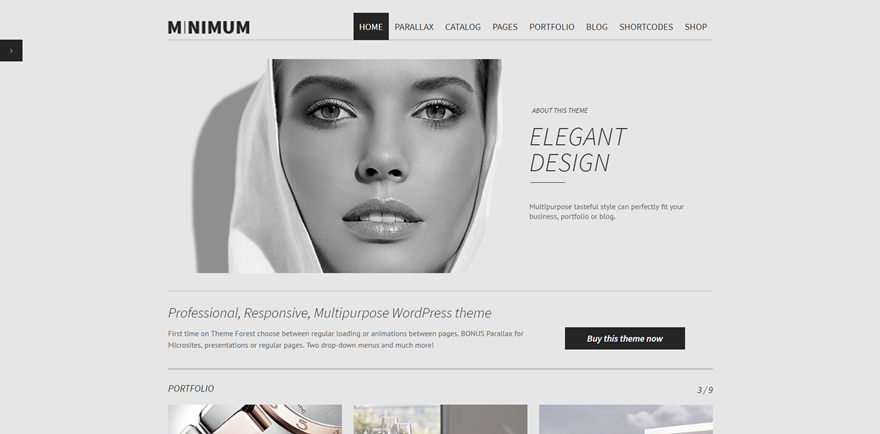 MINIMUM
HOME PARALLAX CATALOG PAGES PORTFOLIO BLOG SHORTCODES SHOP
ABOUT THIS THEME
ELEGANT
DESIGN
Multipurpose tasteful style can perfectly fit your
business, portfolio or blog.
Professional, Responsive, Multipurpose WordPress theme
First time on Theme Forest choose between regular loading or animations between pages. BONUS Parallax for
Microsites, presentations or regular pages. Two drop-down menus and much more!
Buy this theme now
PORTFOLIO
3 / 9